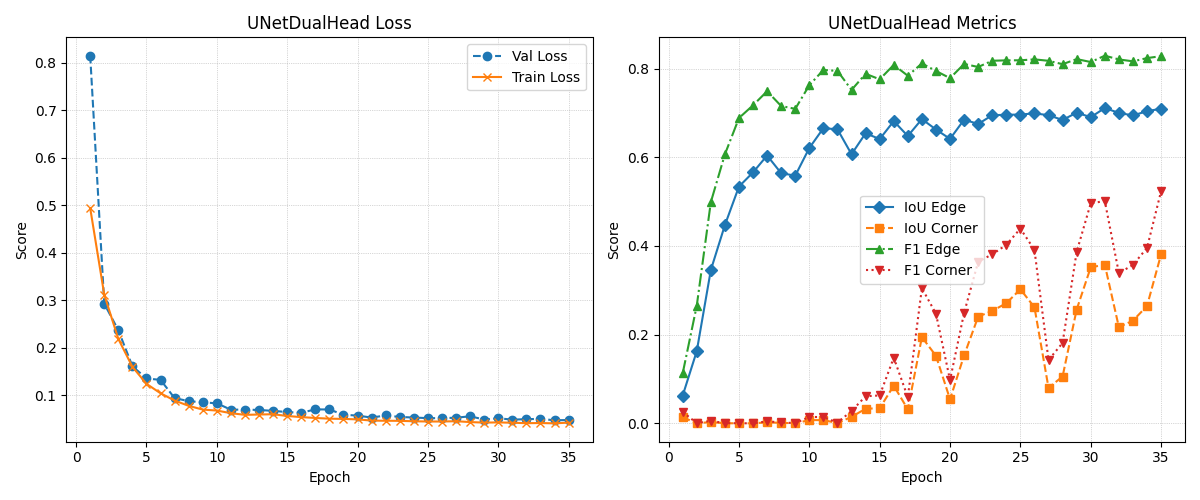 UNetDualHead Loss
Val Loss
Train Loss
0.8
0.7
0.6
0.5
0.4
0.3
0.2
0.1
Score
0 5 10 15 20 25 30 35
Epoch
UNetDualHead Metrics
IoU Edge
IoU Corner
F1 Edge
F1 Corner
0.8
0.6
0.4
0.2
0.0
Score
0 5 10 15 20 25 30 35
Epoch